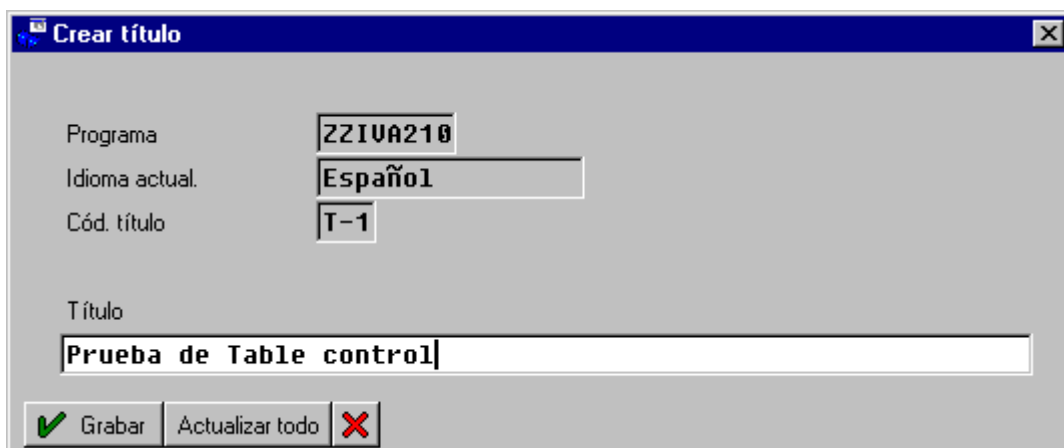 Crear título
Programa ZZIVA210
Idioma actual. Español
Cód. título T-1
Título
Prueba de Table control
Grabar Actualizar todo